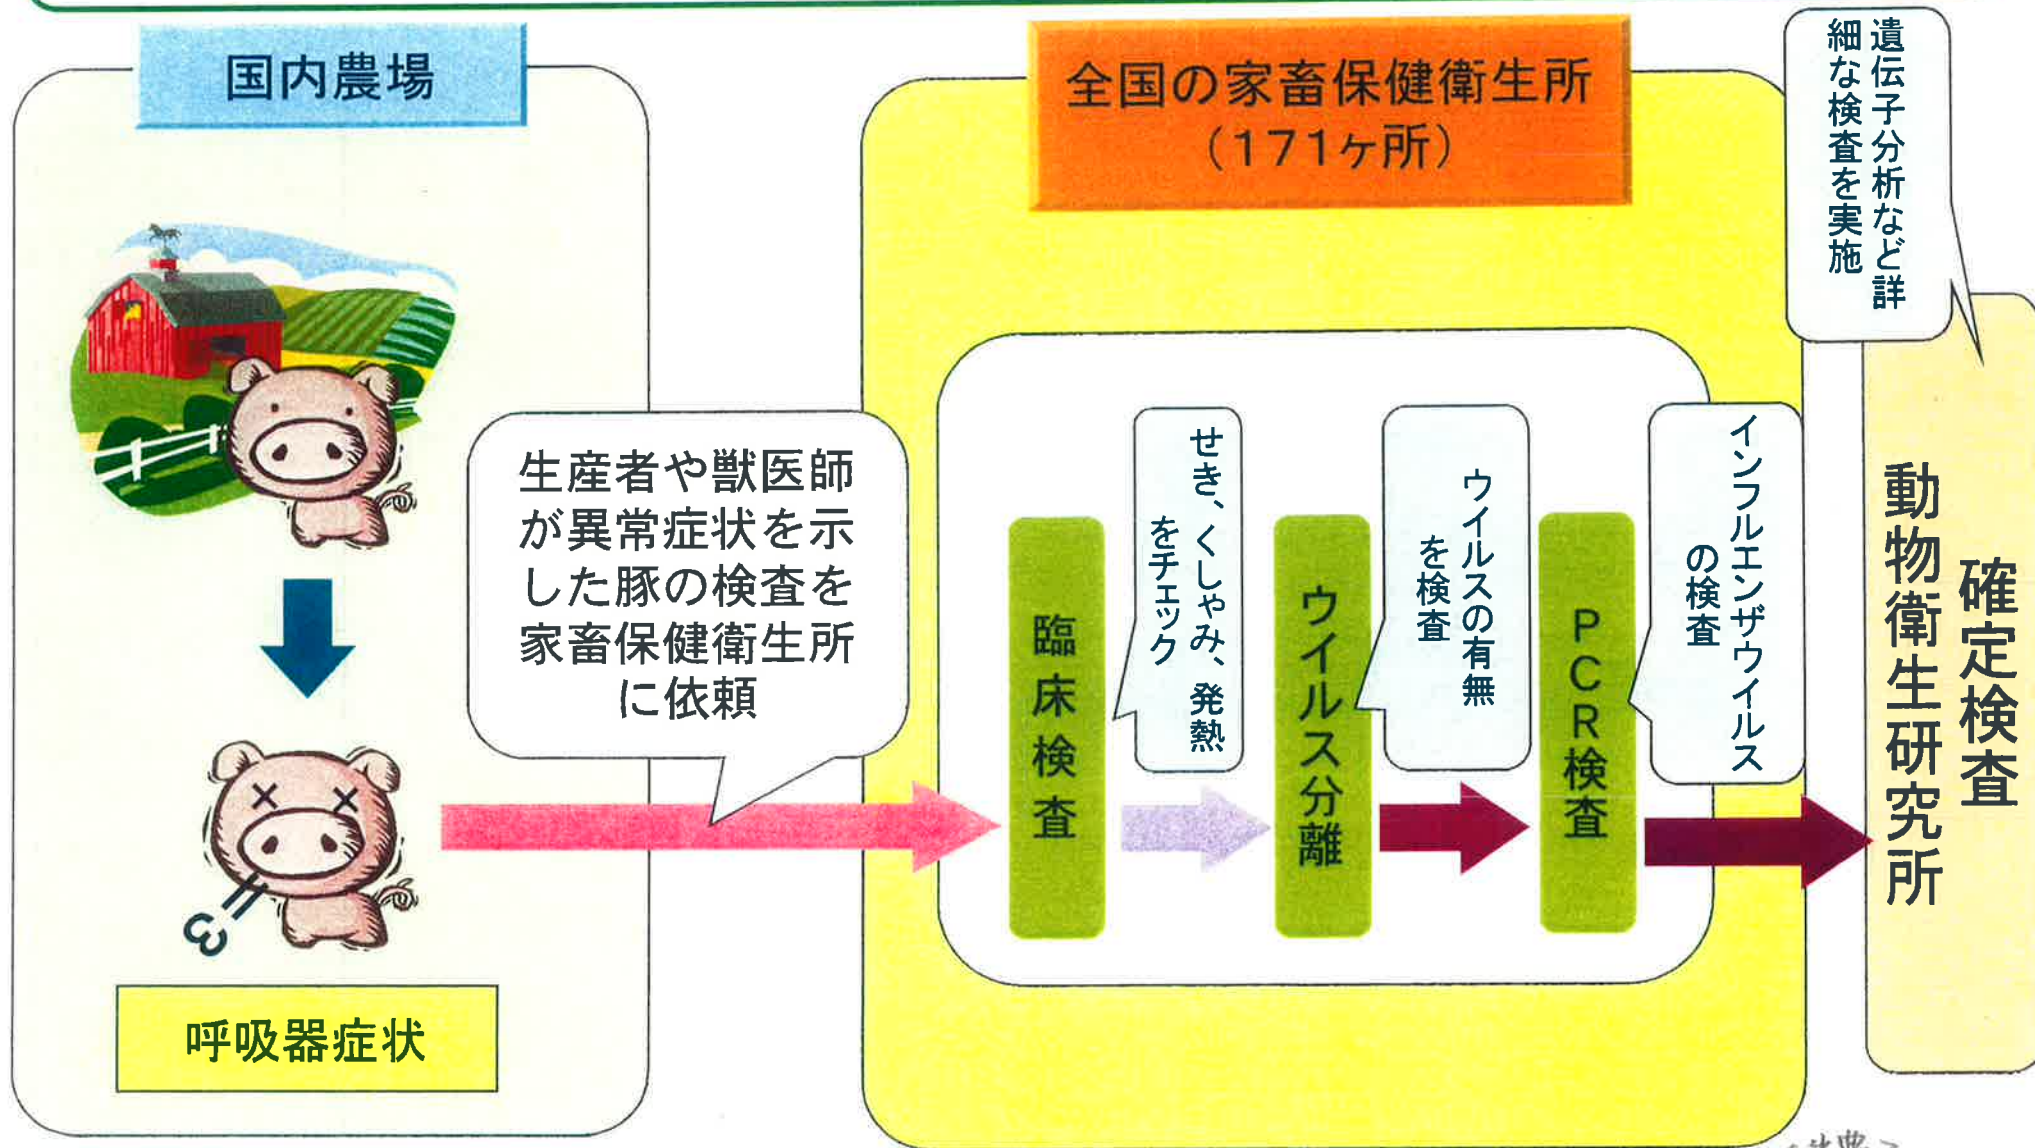 国内農場
呼吸器症状
生産者や獣医師
が異常症状を示
した豚の検査を
家畜保健衛生所
に依頼
全国の家畜保健衛生所
（171ヶ所）
臨床検査
せき、くしゃみ、発熱
をチェック
ウイルス分離
ウイルスの有無
を検査
PCR検査
インフルエンザウイルス
の検査
遺伝子分析など詳
細な検査を実施
確定検査
動物衛生研究所